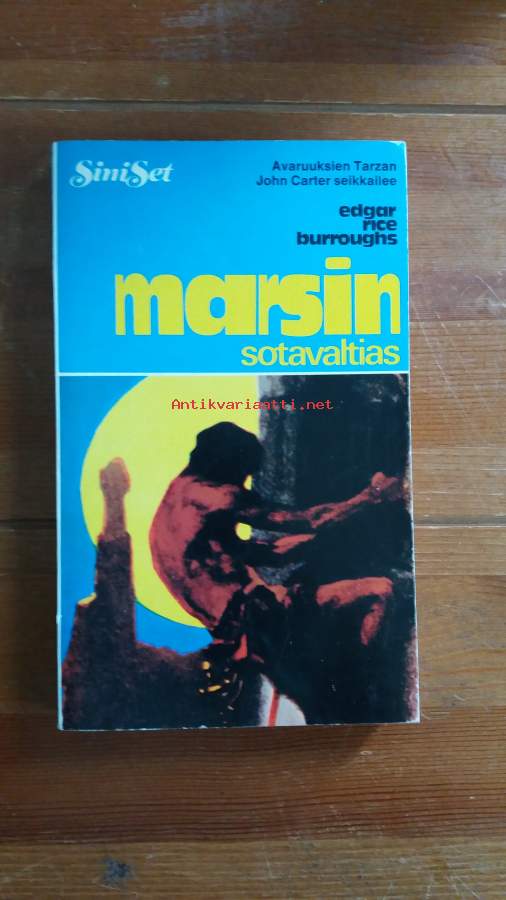 SiniSet
Avaruuksien Tarzan
John Carter seikkailee
edgar
rice
burroughs
marsin
sotavaltias
Antikvariaatti.net